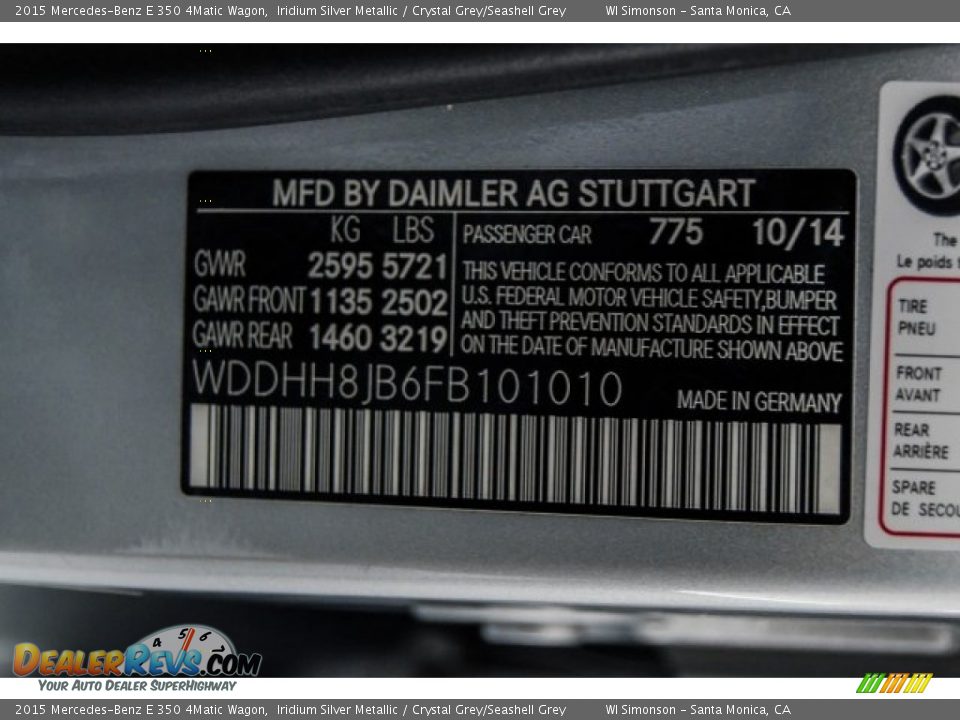 2015 Mercedes-Benz E 350 4Matic Wagon, Iridium Silver Metallic / Crystal Grey/Seashell Grey WI Simonson - Santa Monica, CA
MFD BY DAIMLER AG STUTTGART
KG LBS
GVWR 2595 5721
GAWR FRONT 1135 2502
GAWR REAR 1460 3219
PASSENGER CAR 775 10/14
THIS VEHICLE CONFORMS TO ALL APPLICABLE
U.S. FEDERAL MOTOR VEHICLE SAFETY,BUMPER
AND THEFT PREVENTION STANDARDS IN EFFECT
ON THE DATE OF MANUFACTURE SHOWN ABOVE
WDDHH8JB6FB101010
MADE IN GERMANY
The
Le poids
TIRE
PNEU
FRONT
AVANT
REAR
ARRIÈRE
SPARE
DE SECOU
4 5 6
DEALERREVS.COM
YOUR AUTO DEALER SUPERHIGHWAY
2015 Mercedes-Benz E 350 4Matic Wagon, Iridium Silver Metallic / Crystal Grey/Seashell Grey WI Simonson - Santa Monica, CA